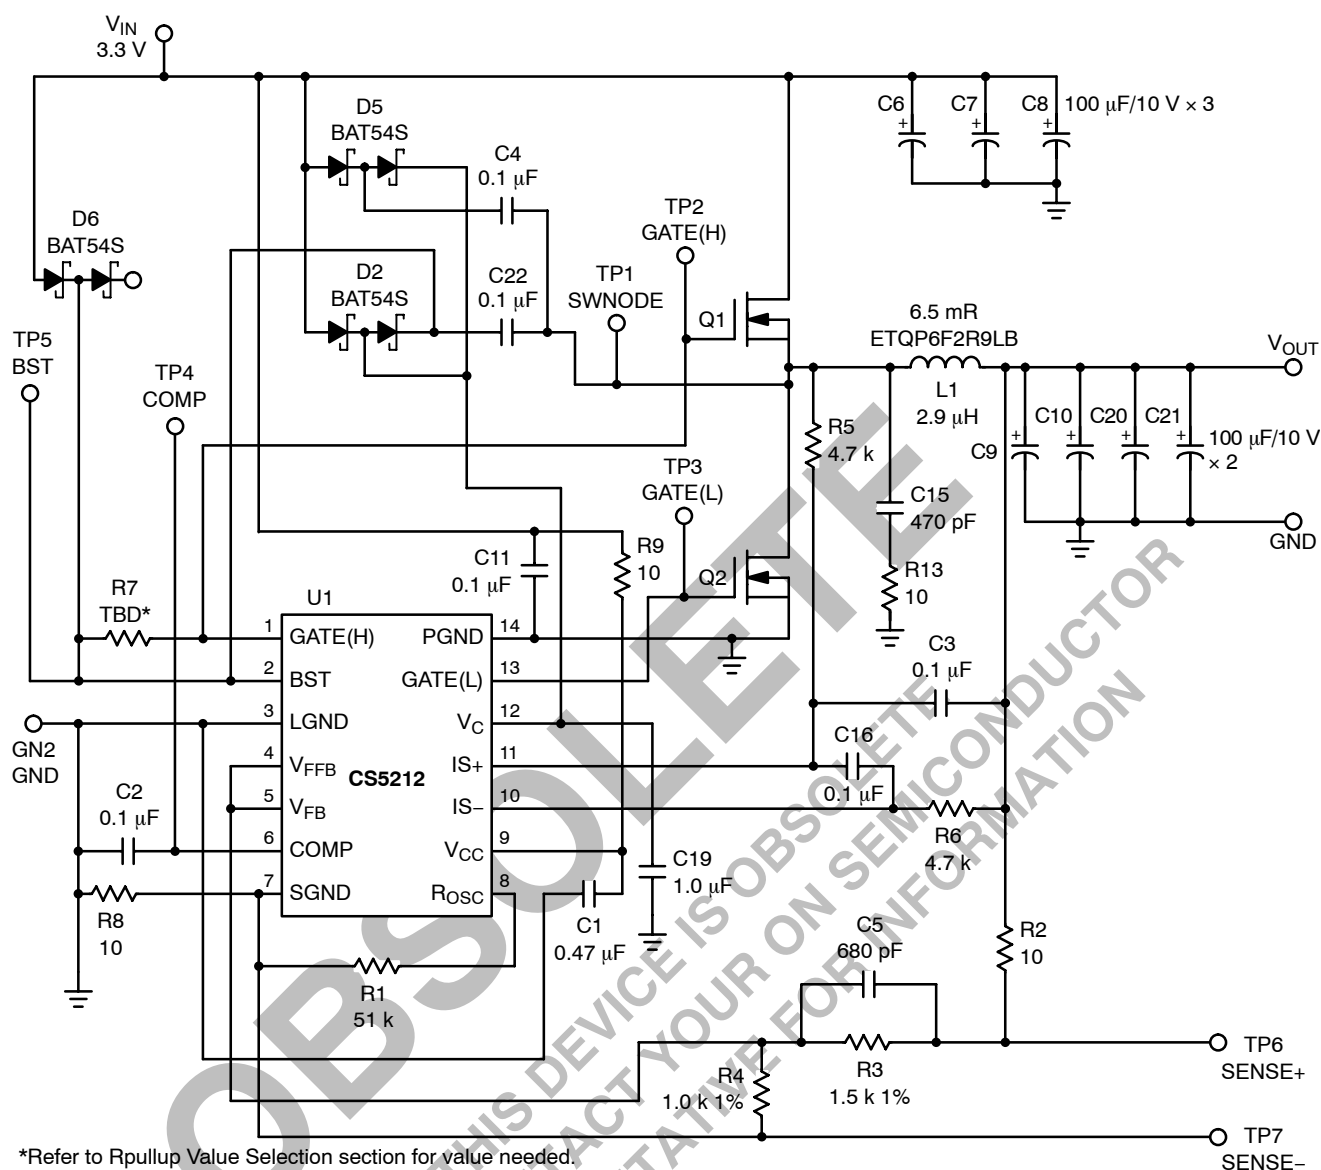 V_IN
3.3 V
D5
BAT54S
C4
0.1 μF
C6
C7
C8
100 μF/10 V × 3
+
+
+
D6
BAT54S
TP2
GATE(H)
D2
BAT54S
C22
0.1 μF
TP1
SWNODE
Q1
6.5 mR
ETQP6F2R9LB
L1
2.9 μH
V_OUT
TP5
BST
TP4
COMP
R5
4.7 k
C9
C10
C20
C21
+
+
+
+
100 μF/10 V
× 2
GND
TP3
GATE(L)
C15
470 pF
R13
10
C11
0.1 μF
R9
10
Q2
R7
TBD*
U1
1
GATE(H)
PGND
14
2
BST
GATE(L)
13
3
LGND
V_C
12
4
V_FFB
IS+
11
5
V_FB
IS−
10
6
COMP
V_CC
9
7
SGND
R_OSC
8
CS5212
GN2
GND
C2
0.1 μF
R8
10
C3
0.1 μF
C16
0.1 μF
R6
4.7 k
C19
1.0 μF
C1
0.47 μF
R1
51 k
C5
680 pF
R2
10
R4
1.0 k 1%
R3
1.5 k 1%
TP6
SENSE+
TP7
SENSE−
*Refer to Rpullup Value Selection section for value needed.
OBSOLETE
THIS DEVICE IS OBSOLETE
CONTACT YOUR ON SEMICONDUCTOR
FOR INFORMATION